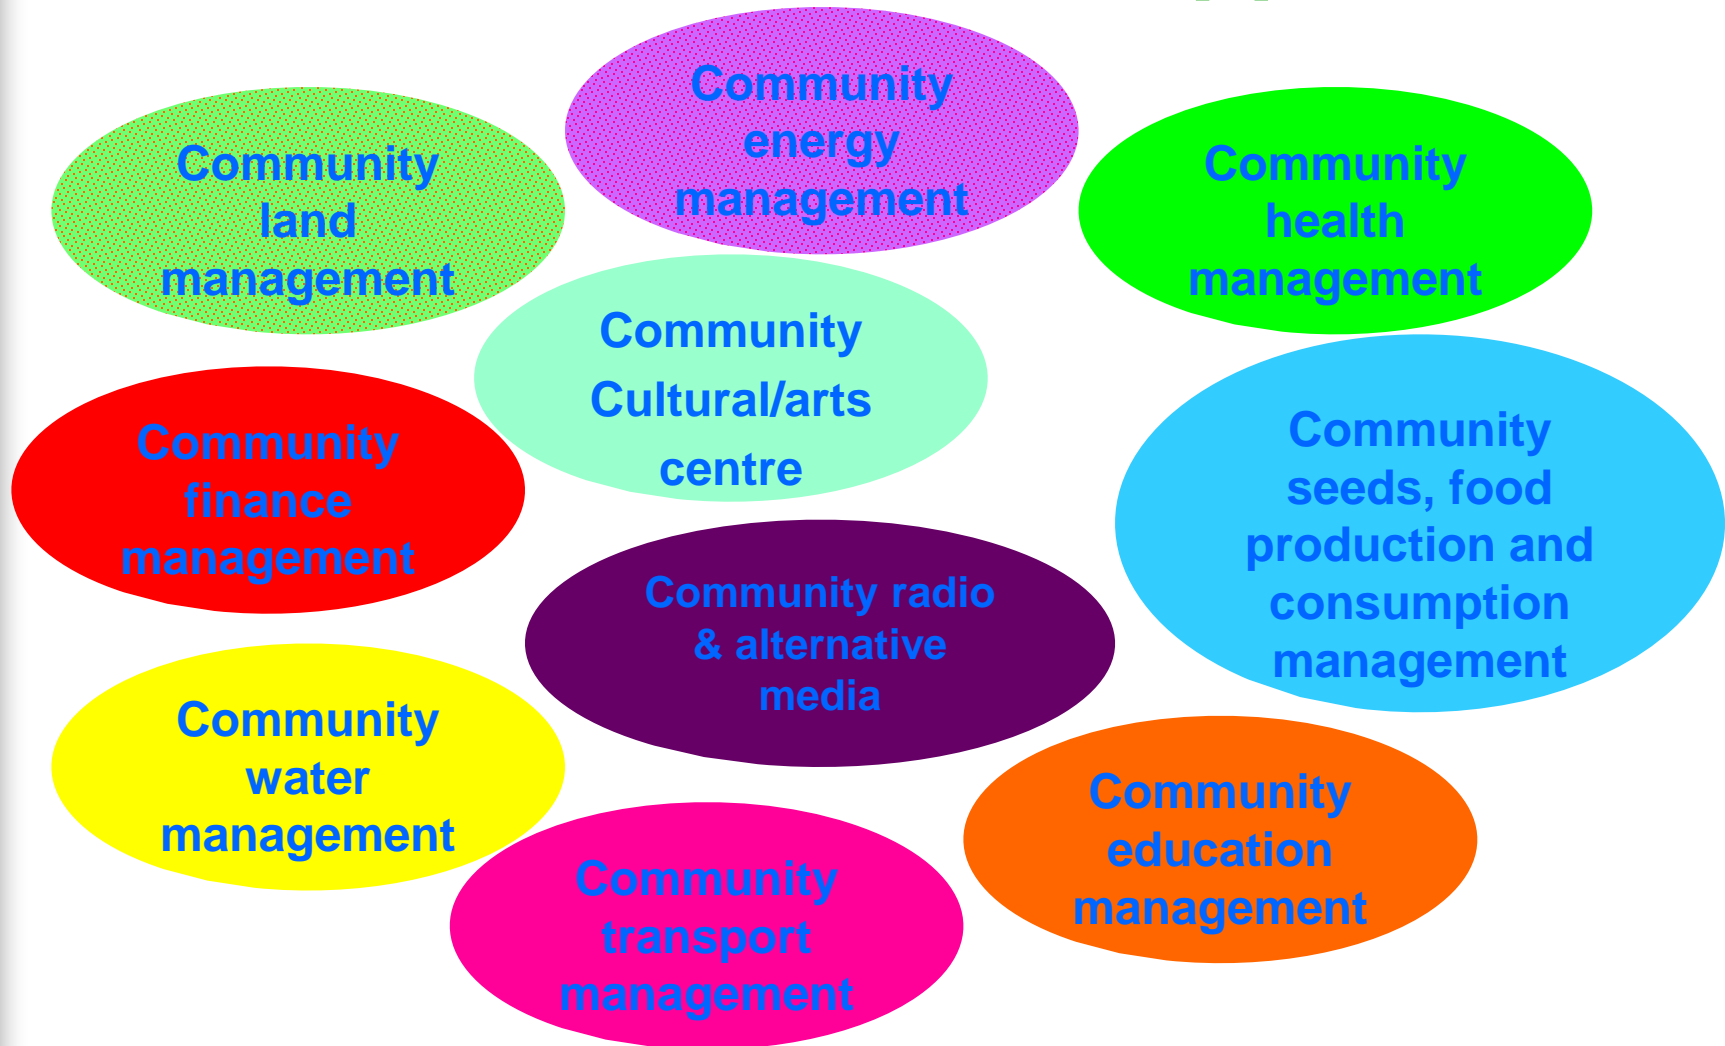 Community
energy
management
Community
land
management
Community
health
management
Community
Cultural/arts
centre
Community
finance
management
Community
seeds, food
production and
consumption
management
Community radio
& alternative
media
Community
water
management
Community
education
management
Community
transport
management